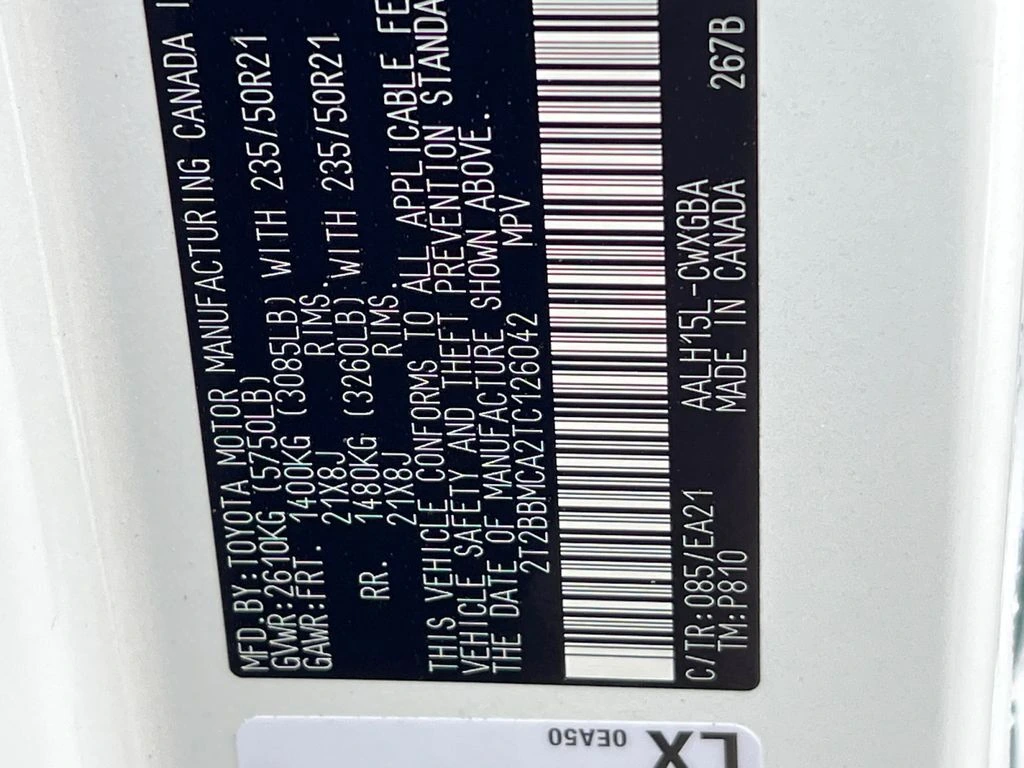 MFD.BY:TOYOTA MOTOR MANUFACTURING CANADA
GVWR:2610KG (5750LB)
GAWR:FRT. 1400KG (3085LB) WITH 235/50R21
21X8J RIMS.
RR. 1480KG (3260LB) WITH 235/50R21
21X8J RIMS.
THIS VEHICLE CONFORMS TO ALL APPLICABLE FE
VEHICLE SAFETY AND THEFT PREVENTION STANDA
THE DATE OF MANUFACTURE SHOWN ABOVE.
2T2BBMCA2TC126042 MPV
C/TR:085/EA21 AALH15L-CWXGBA 267B
TM:P810 MADE IN CANADA
0EA50
LX